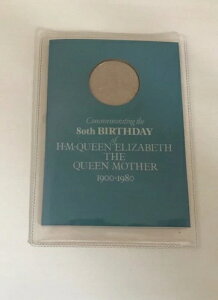 Commemorating the
80th BIRTHDAY
of
H·M·QUEEN ELIZABETH
THE
QUEEN MOTHER
1900-1980